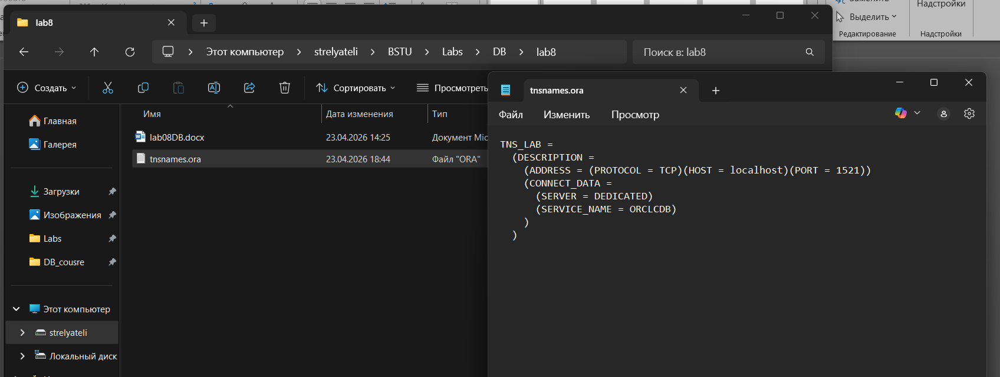 Заменить
Надстройки
Выделить
Редактирование
Надстройки
lab8
Этот компьютер > strelyateli > BSTU > Labs > DB > lab8
Поиск в: lab8
Создать
Сортировать
Просмотреть
Главная
Галерея
Загрузки
Изображения
Labs
DB_cousre
Этот компьютер
strelyateli
Локальный диск
Имя Дата изменения Тип
lab08DB.docx 23.04.2026 14:25 Документ Mic
tnsnames.ora 23.04.2026 18:44 Файл "ORA"
tnsnames.ora
Файл Изменить Просмотр
TNS_LAB =
(DESCRIPTION =
(ADDRESS = (PROTOCOL = TCP)(HOST = localhost)(PORT = 1521))
(CONNECT_DATA =
(SERVER = DEDICATED)
(SERVICE_NAME = ORCLCDB)
)
)